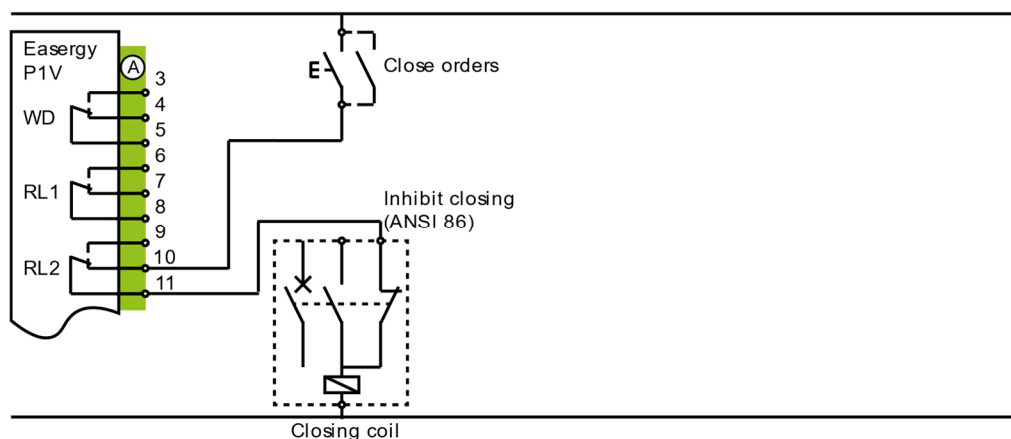 Easergy
P1V
A
3
4
WD
5
6
RL1
7
8
9
RL2
10
11
E
Close orders
Inhibit closing
(ANSI 86)
Closing coil